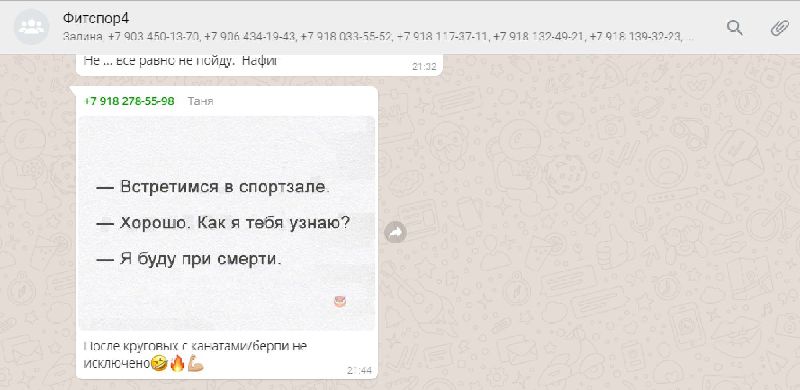 Фитспор4
Залина, +7 903 450-13-70, +7 906 434-19-43, +7 918 033-55-52, +7 918 117-37-11, +7 918 132-49-21, +7 918 139-32-23, ...
Не ... все равно не пойду. Нафиг
21:32
+7 918 278-55-98 Таня
— Встретимся в спортзале.
— Хорошо. Как я тебя узнаю?
— Я буду при смерти.
После круговых с канатами/берпи не
исключено🤣🔥💪🏼
21:44